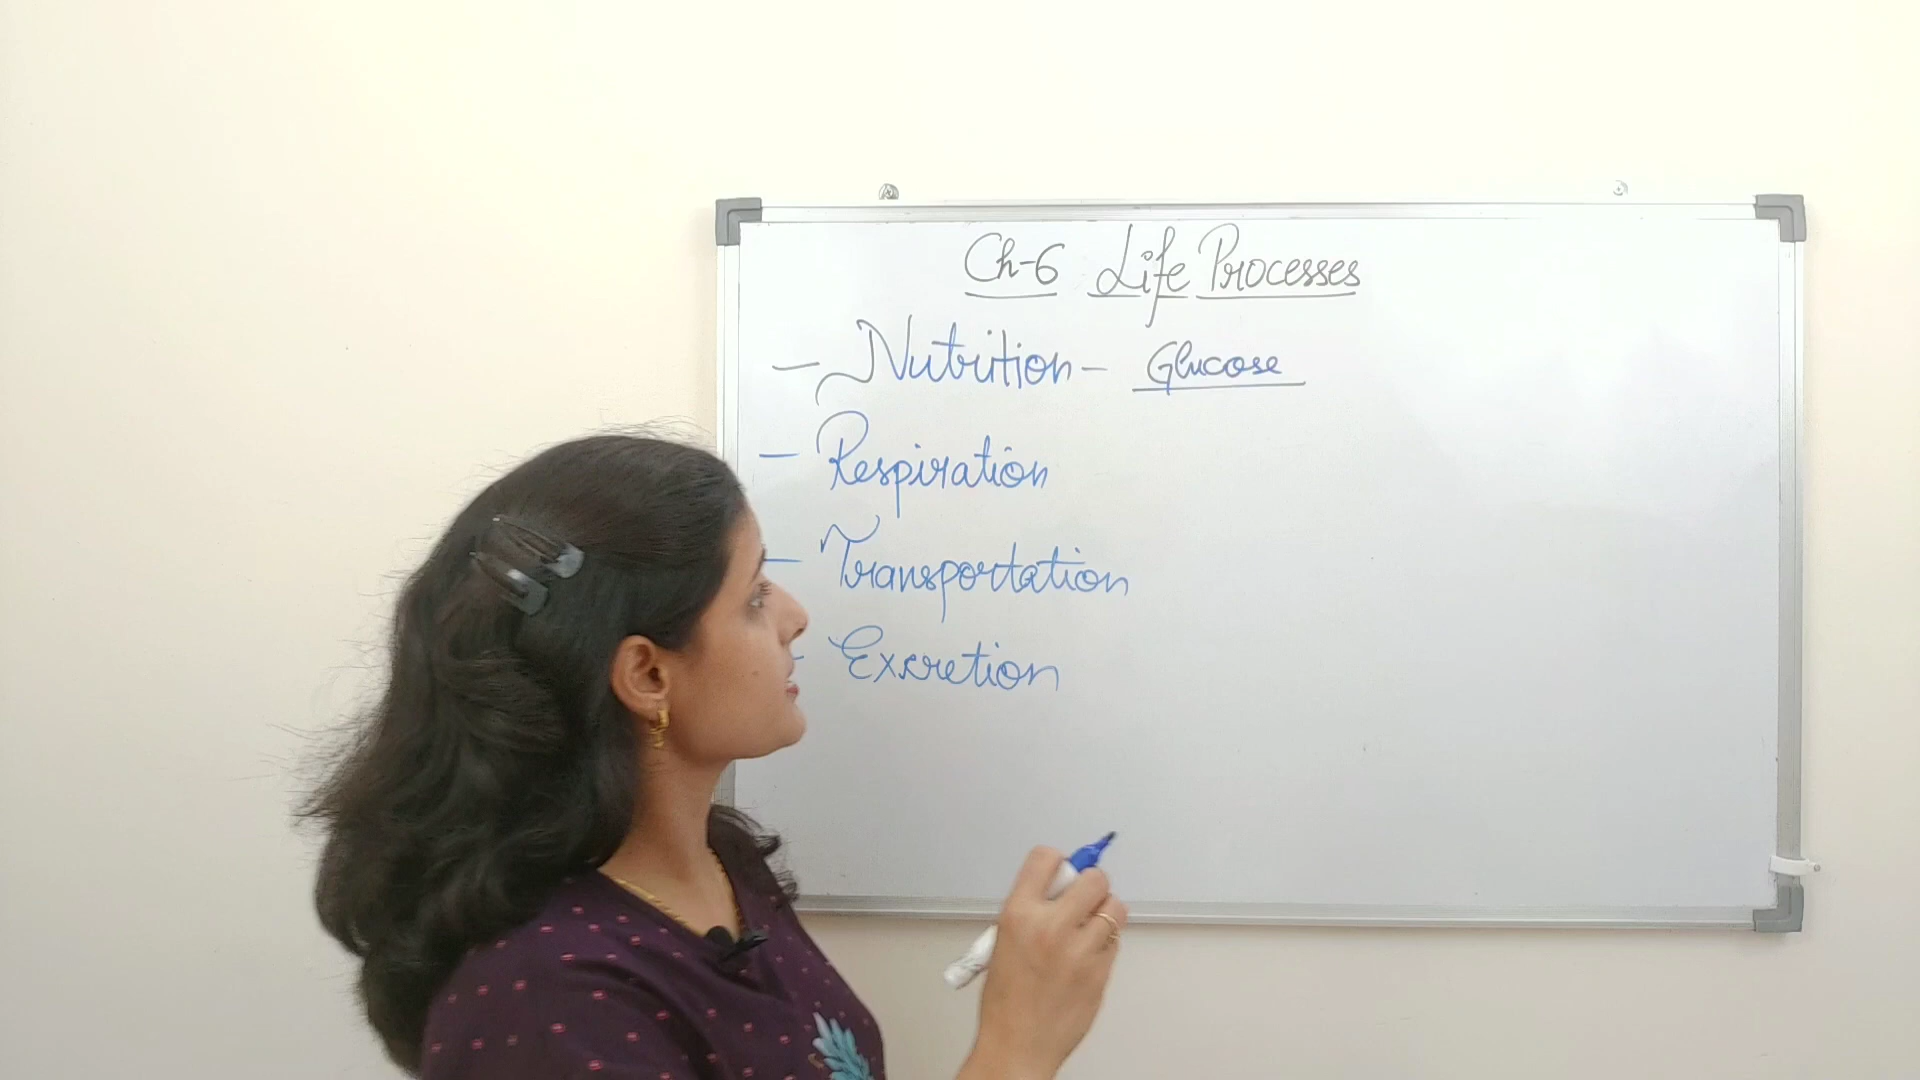 Ch-6 Life Processes
- Nutrition - Glucose
- Respiration
- Transportation
- Excretion